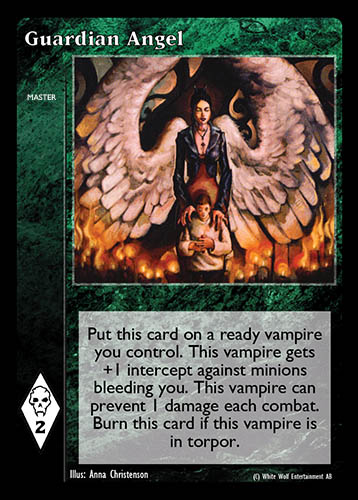 Guardian Angel
MASTER
Put this card on a ready vampire
you control. This vampire gets
+1 intercept against minions
bleeding you. This vampire can
prevent 1 damage each combat.
Burn this card if this vampire is
in torpor.
2
Illus: Anna Christenson
(C) White Wolf Entertainment AB